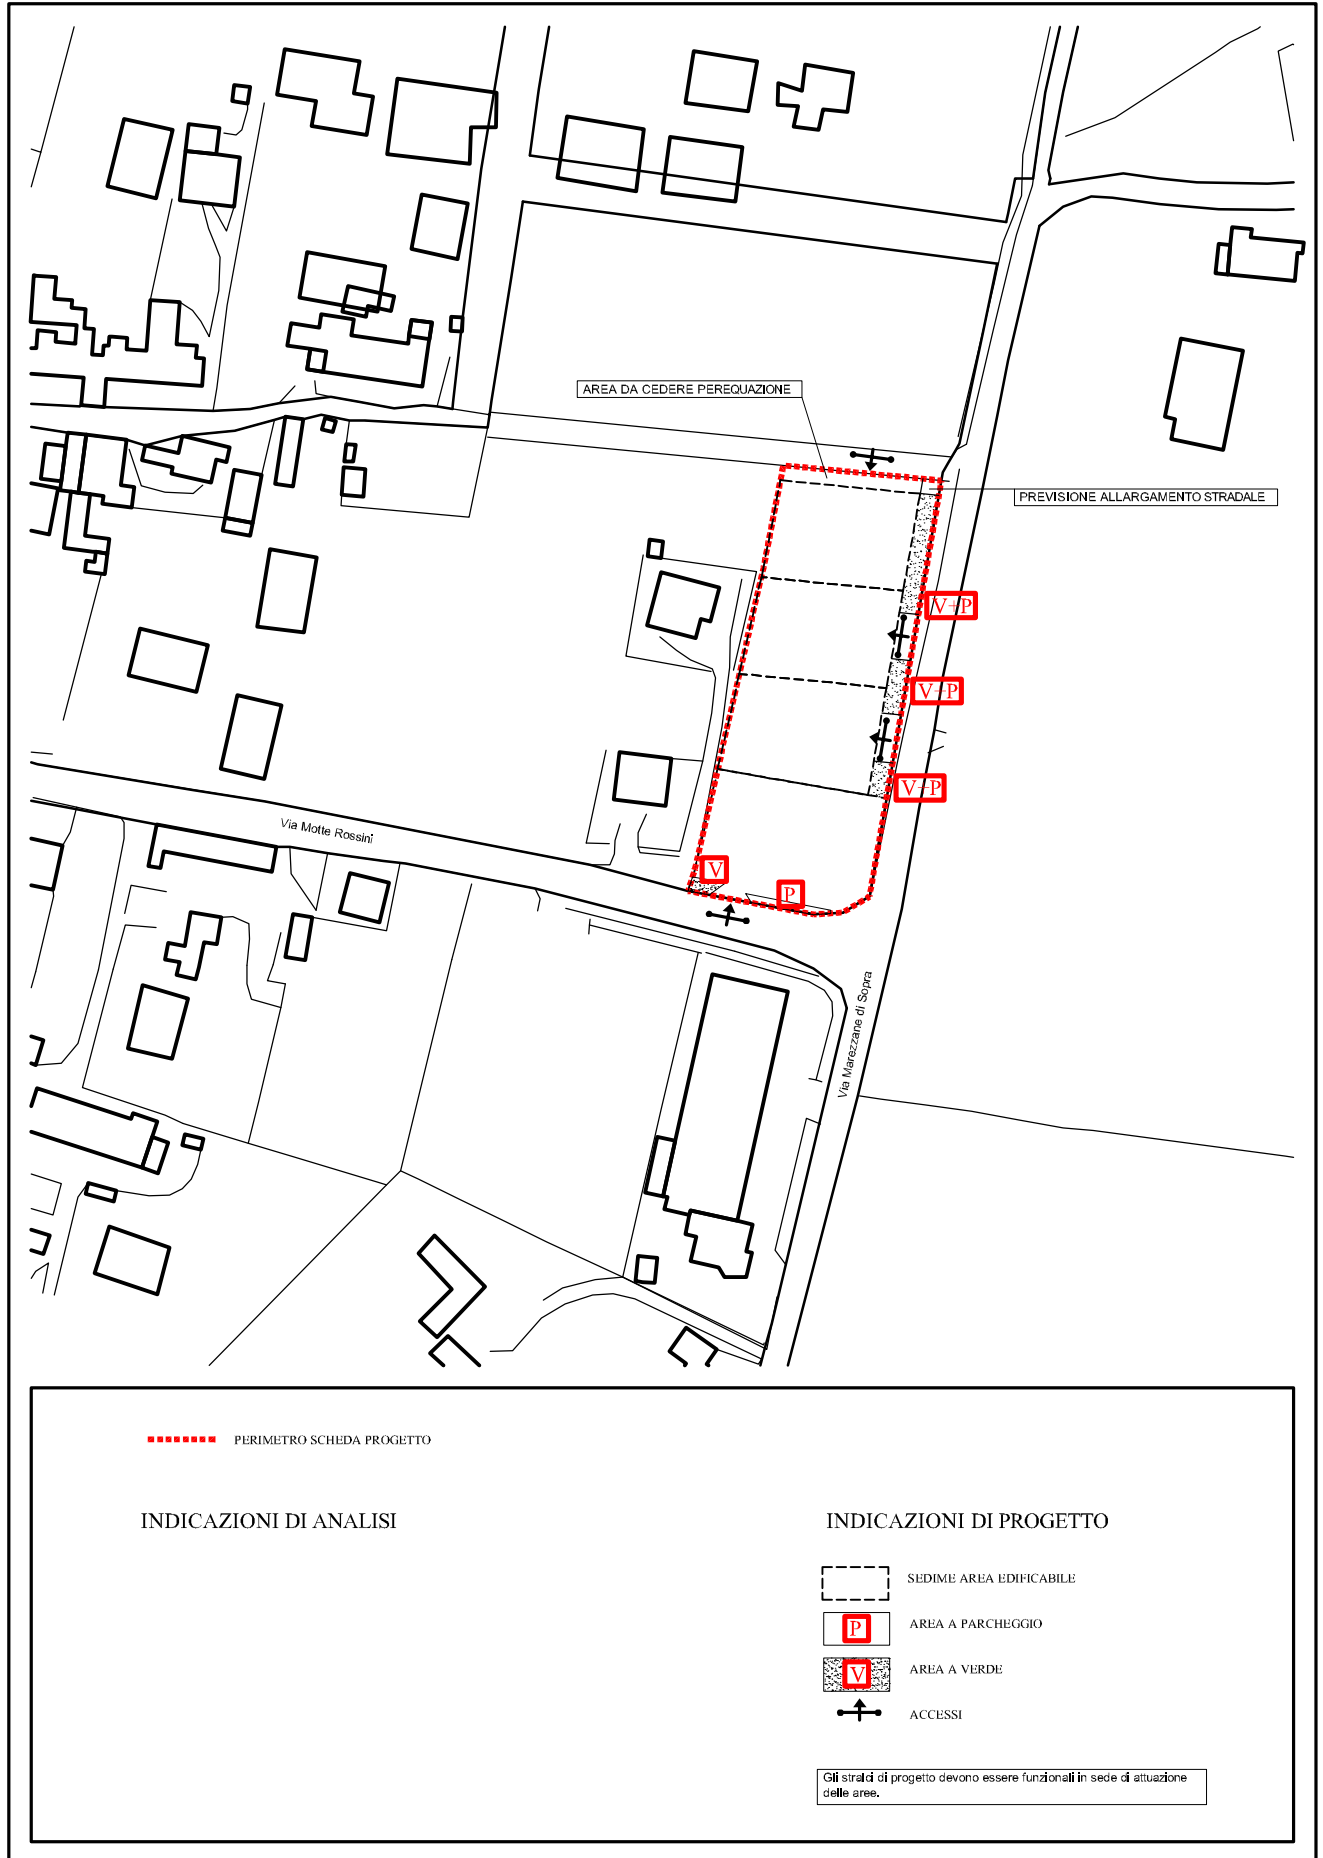 AREA DA CEDERE PEREQUAZIONE
PREVISIONE ALLARGAMENTO STRADALE
V+P
V+P
V+P
V
P
Via Motte Rossini
Via Marezzane di Sopra
PERIMETRO SCHEDA PROGETTO
INDICAZIONI DI ANALISI
INDICAZIONI DI PROGETTO
SEDIME AREA EDIFICABILE
P
AREA A PARCHEGGIO
V
AREA A VERDE
ACCESSI
Gli stralci di progetto devono essere funzionali in sede di attuazione
delle aree.